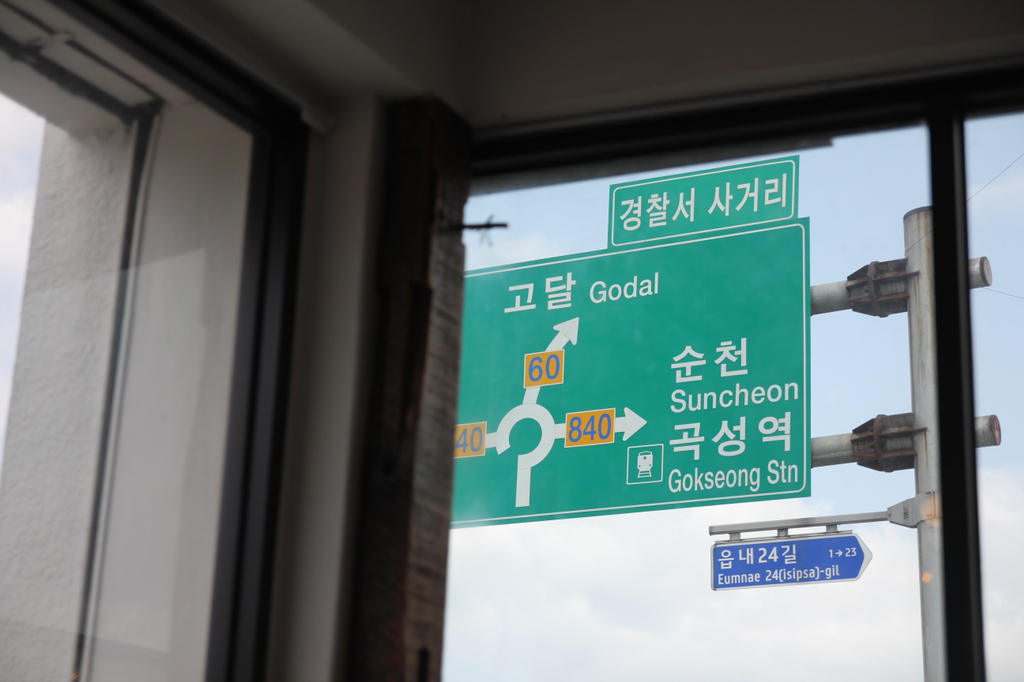 경찰서 사거리
고달 Godal
60
순천
Suncheon
40
840
곡성역
Gokseong Stn
읍내24길 1→23
Eumnae 24(isipsa)-gil